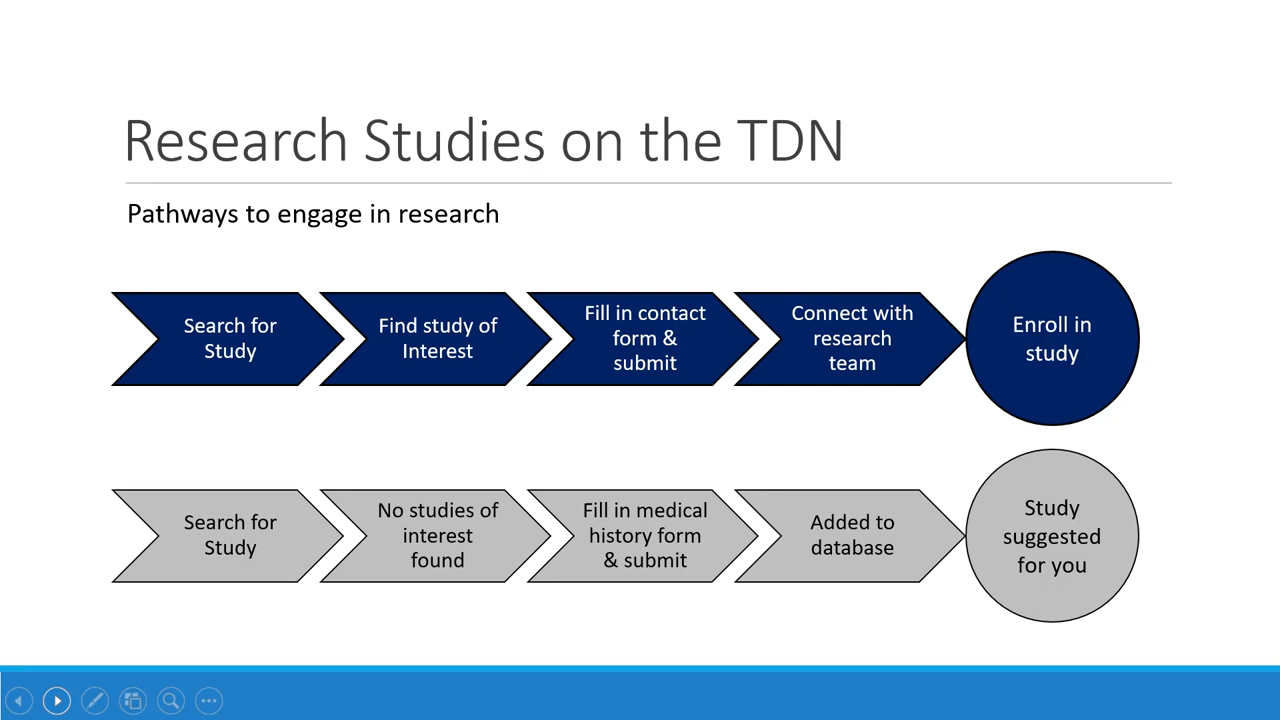 Research Studies on the TDN
Pathways to engage in research
Search for
Study
Find study of
Interest
Fill in contact
form &
submit
Connect with
research
team
Enroll in
study
Search for
Study
No studies of
interest
found
Fill in medical
history form
& submit
Added to
database
Study
suggested
for you